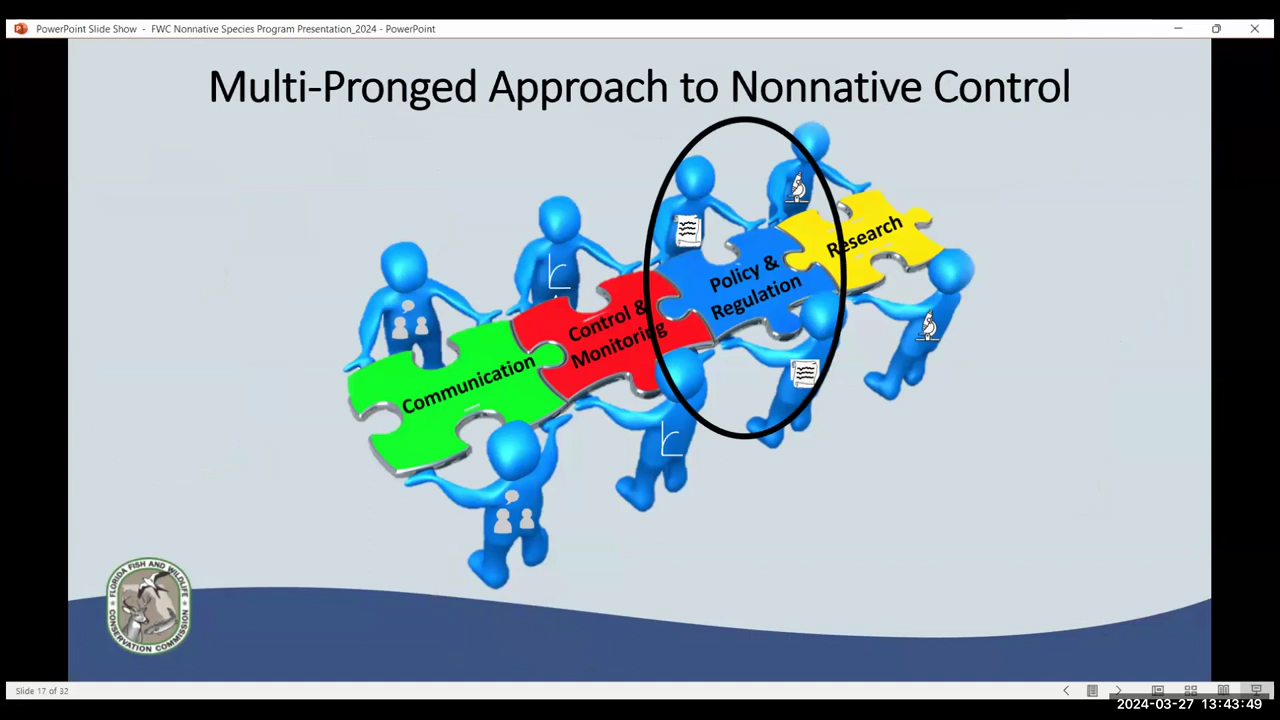 PowerPoint Slide Show - FWC Nonnative Species Program Presentation_2024 - PowerPoint
Multi-Pronged Approach to Nonnative Control
Research
Policy &
Regulation
Control &
Monitoring
Communication
FLORIDA FISH AND WILDLIFE
CONSERVATION COMMISSION
Slide 17 of 32
2024-03-27 13:43:49